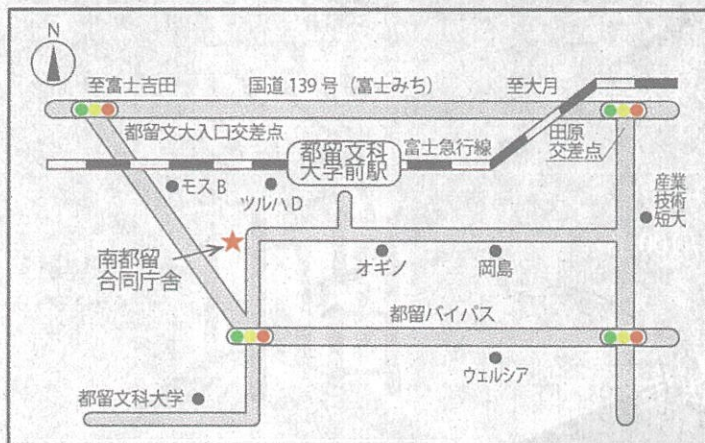 N
至富士吉田
国道139号(富士みち)
至大月
都留文大入口交差点
田原
交差点
都留文科
大学前駅
富士急行線
モスB
ツルハD
産業
技術
短大
南都留
合同庁舎
オギノ
岡島
都留バイパス
ウェルシア
都留文科大学